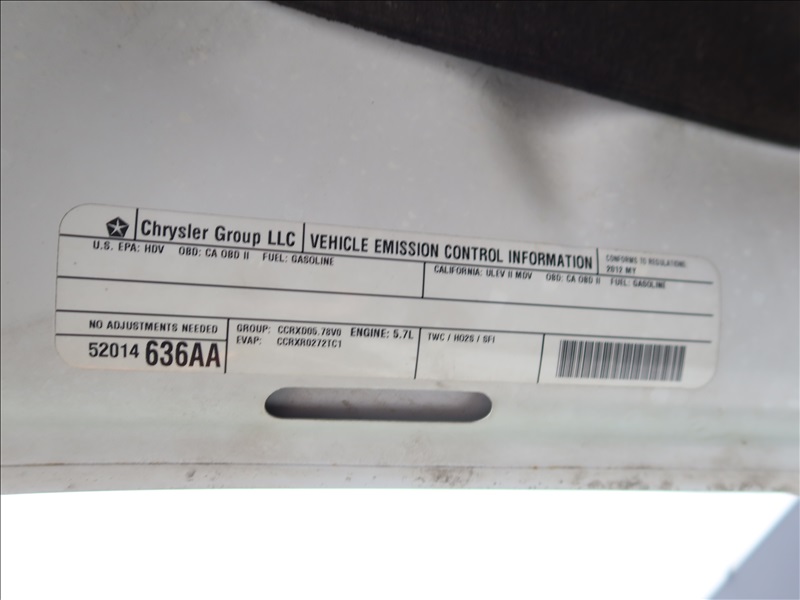 Chrysler Group LLC
VEHICLE EMISSION CONTROL INFORMATION
CONFORMS TO REGULATIONS
2012 MY
U.S. EPA: HDV OBD: CA OBD II FUEL: GASOLINE
CALIFORNIA: ULEV II MDV OBD: CA OBD II FUEL: GASOLINE
NO ADJUSTMENTS NEEDED
52014 636AA
GROUP: CCRXD05.78V0 ENGINE: 5.7L
EVAP: CCRXR0272TC1
TWC / HO2S / SFI